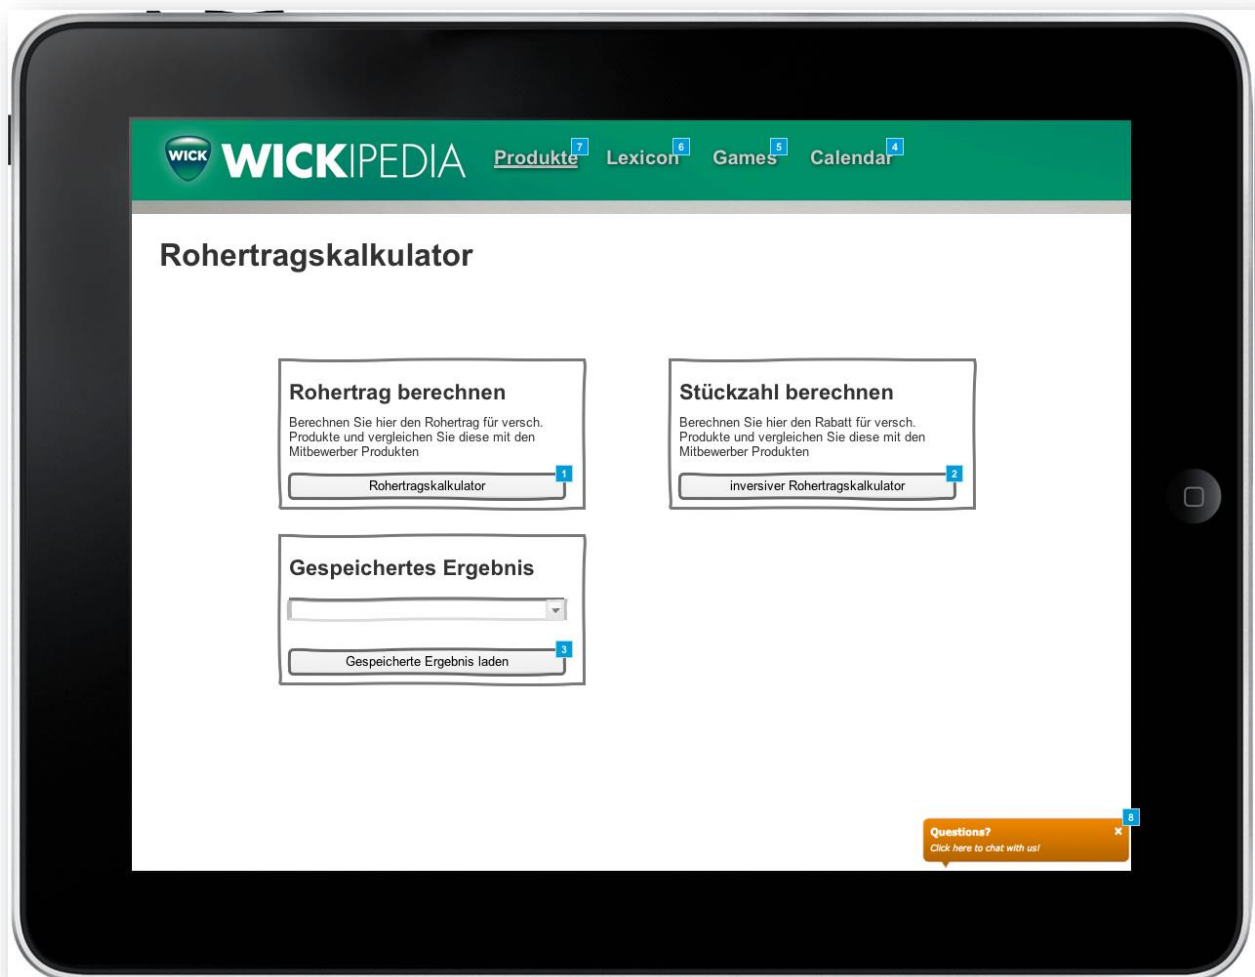 WICK WICKIPEDIA Produkte 7 Lexicon 6 Games 5 Calendar 4
Rohertragskalkulator
Rohertrag berechnen
Berechnen Sie hier den Rohertrag für versch.
Produkte und vergleichen Sie diese mit den
Mitbewerber Produkten
1
Rohertragskalkulator
Stückzahl berechnen
Berechnen Sie hier den Rabatt für versch.
Produkte und vergleichen Sie diese mit den
Mitbewerber Produkten
2
inversiver Rohertragskalkulator
Gespeichertes Ergebnis
3
Gespeicherte Ergebnis laden
8
Questions? ×
Click here to chat with us!